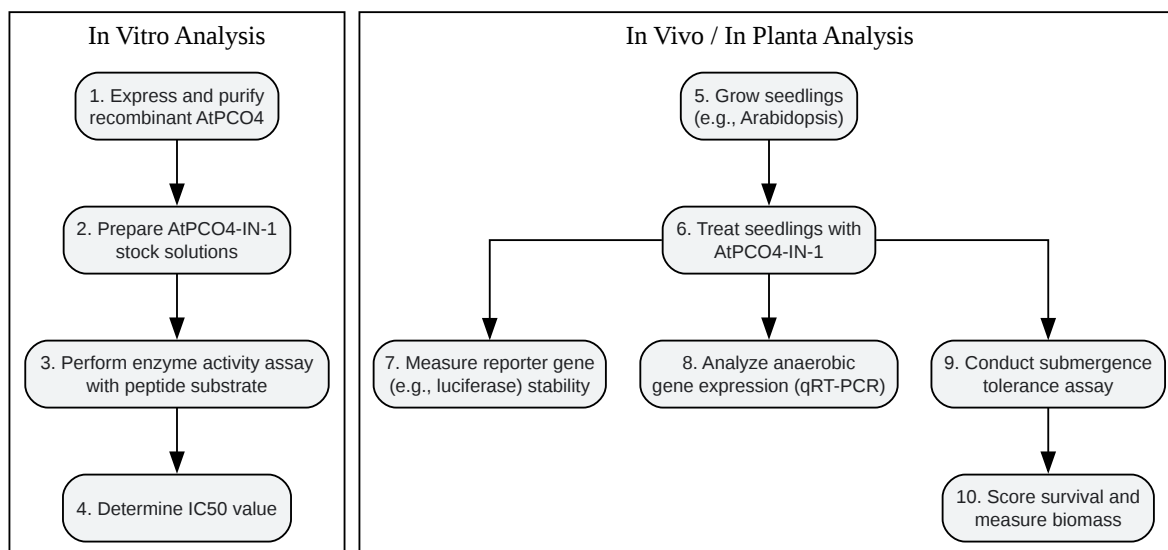 In Vitro Analysis
1. Express and purify
recombinant AtPCO4
2. Prepare AtPCO4-IN-1
stock solutions
3. Perform enzyme activity assay
with peptide substrate
4. Determine IC50 value
In Vivo / In Planta Analysis
5. Grow seedlings
(e.g., Arabidopsis)
6. Treat seedlings with
AtPCO4-IN-1
7. Measure reporter gene
(e.g., luciferase) stability
8. Analyze anaerobic
gene expression (qRT-PCR)
9. Conduct submergence
tolerance assay
10. Score survival and
measure biomass